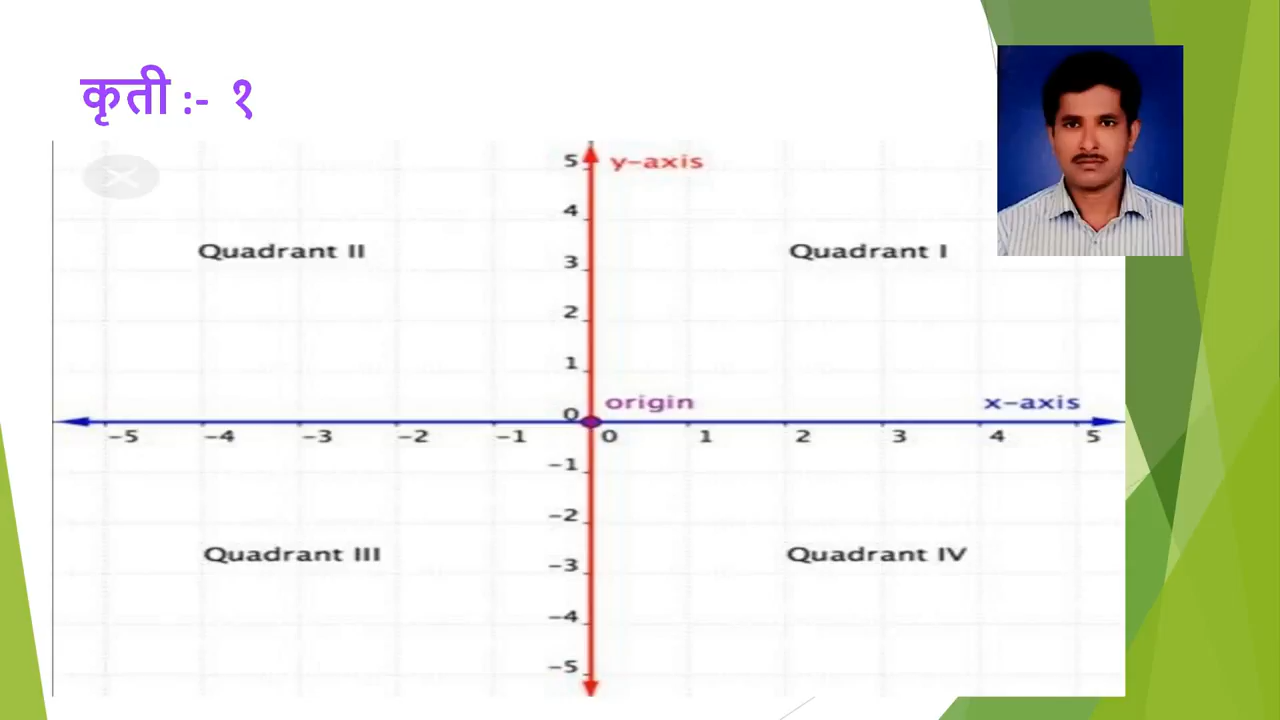 कृती :- १
5 y-axis
4
Quadrant II Quadrant I
3
2
1
0 origin x-axis
-5 -4 -3 -2 -1 0 1 2 3 4 5
-1
-2
Quadrant III Quadrant IV
-3
-4
-5